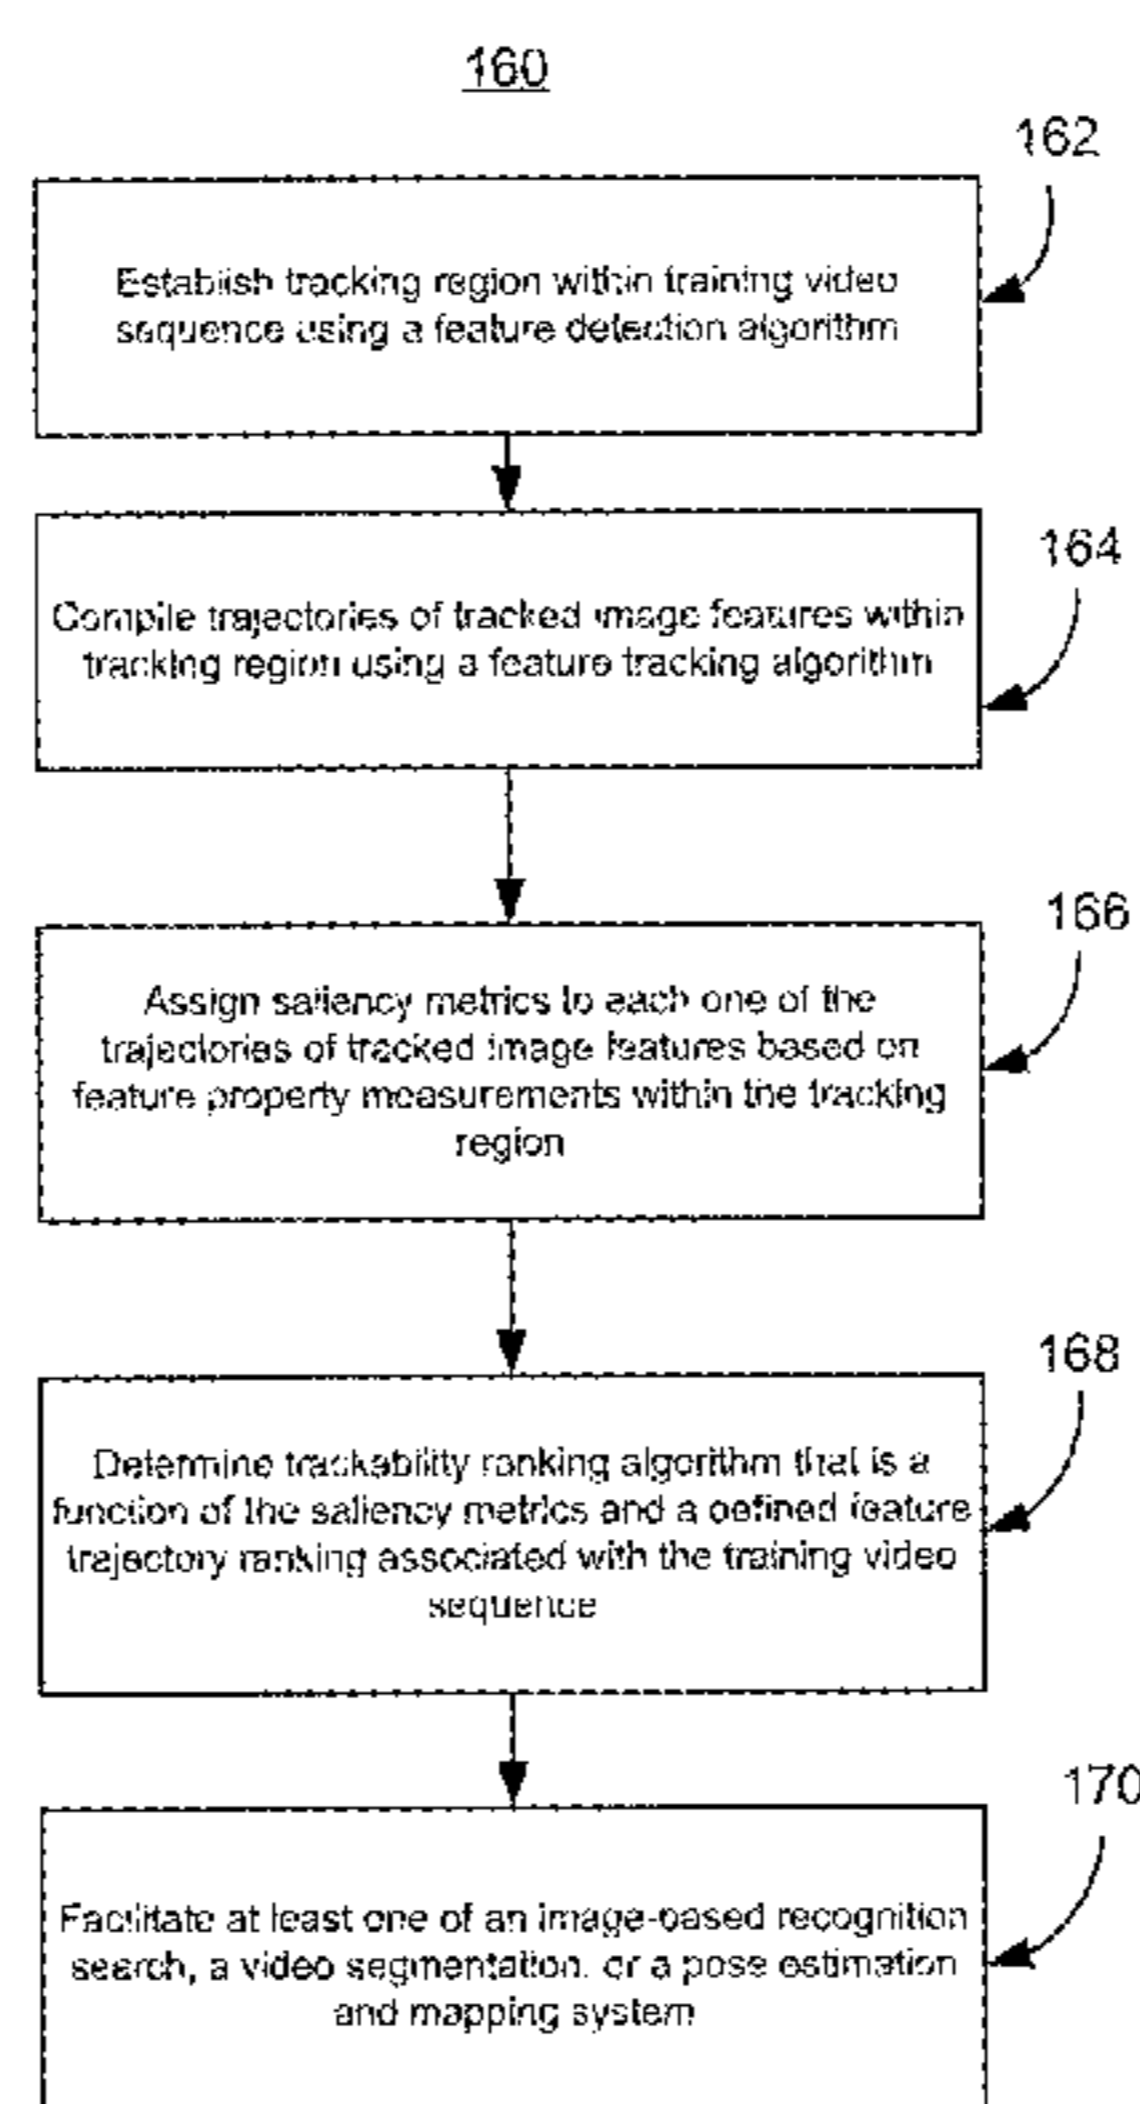 160
162
Establish tracking region within training video
sequence using a feature detection algorithm
164
Compile trajectories of tracked image features within
tracking region using a feature tracking algorithm
166
Assign saliency metrics to each one of the
trajectories of tracked image features based on
feature property measurements within the tracking
region
168
Determine trackability ranking algorithm that is a
function of the saliency metrics and a defined feature
trajectory ranking associated with the training video
sequence
170
Facilitate at least one of an image-based recognition
search, a video segmentation, or a pose estimation
and mapping system